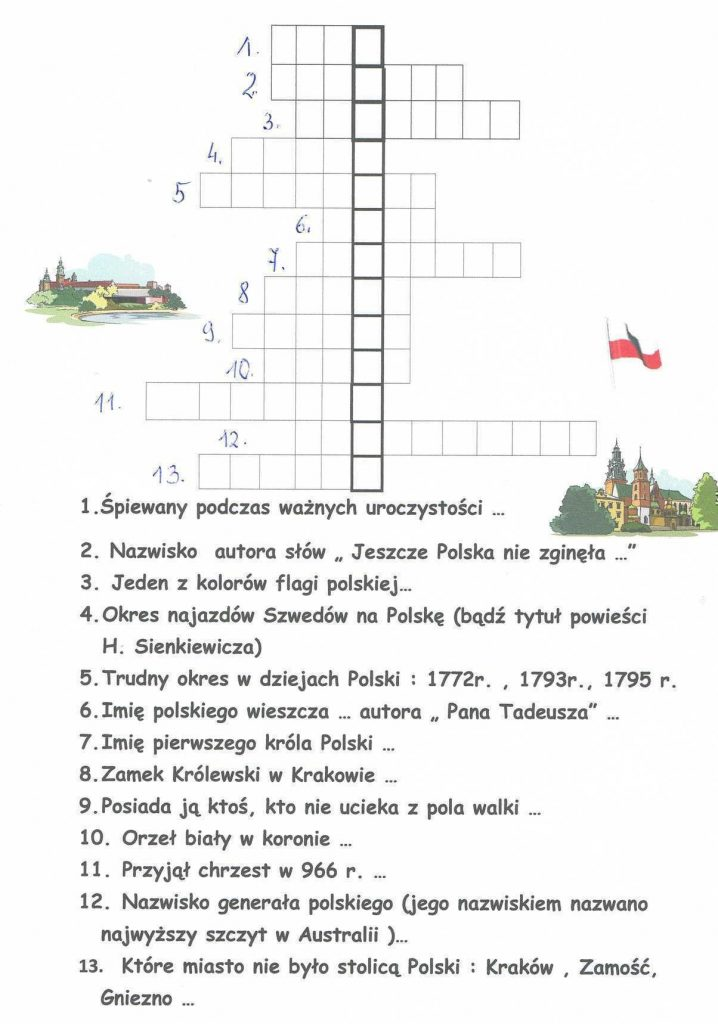 1.
2.
3.
4.
5
6.
7.
8
9.
10.
11.
12.
13.
1.Śpiewany podczas ważnych uroczystości …
2. Nazwisko autora słów „ Jeszcze Polska nie zginęła …”
3. Jeden z kolorów flagi polskiej…
4.Okres najazdów Szwedów na Polskę (bądź tytuł powieści
H. Sienkiewicza)
5.Trudny okres w dziejach Polski : 1772r. , 1793r., 1795 r.
6.Imię polskiego wieszcza … autora „ Pana Tadeusza” …
7.Imię pierwszego króla Polski …
8.Zamek Królewski w Krakowie …
9.Posiada ją ktoś, kto nie ucieka z pola walki …
10. Orzeł biały w koronie …
11. Przyjął chrzest w 966 r. …
12. Nazwisko generała polskiego (jego nazwiskiem nazwano
najwyższy szczyt w Australii )…
13. Które miasto nie było stolicą Polski : Kraków , Zamość,
Gniezno …